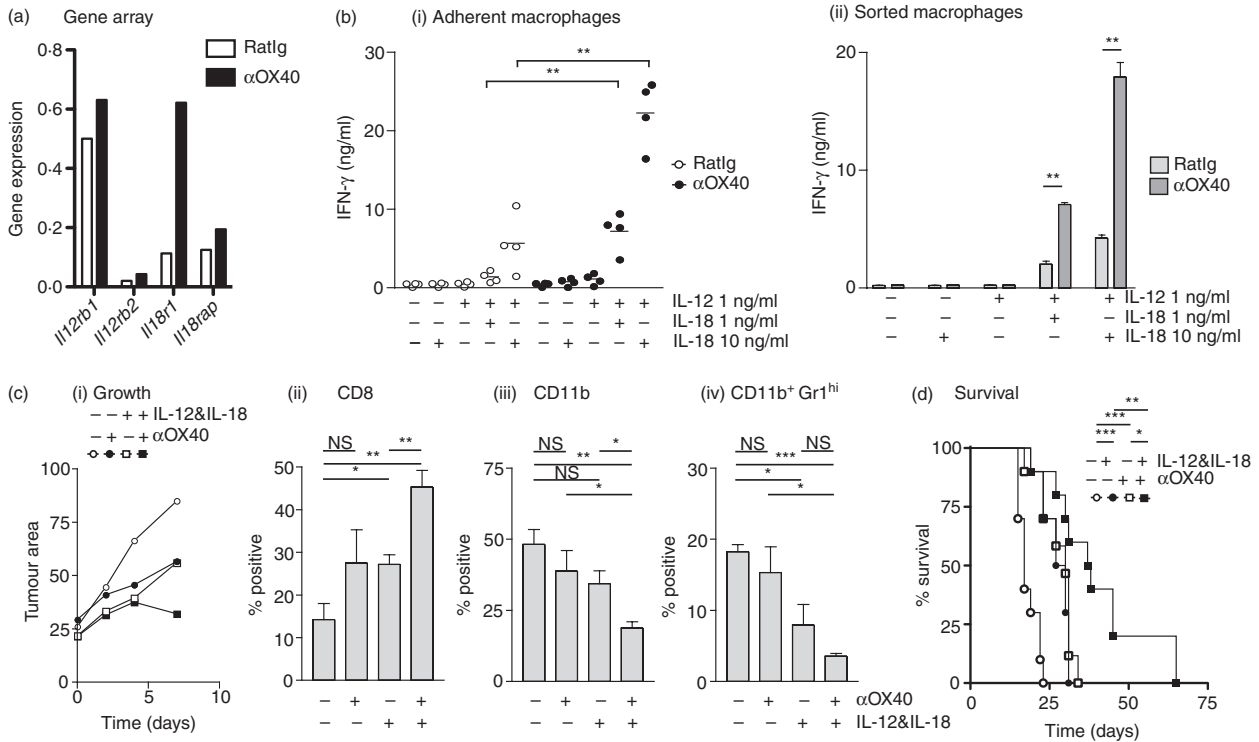 (a) Gene array
RatIg
αOX40
Gene expression
0·8
0·6
0·4
0·2
0·0
Il12rb1
Il12rb2
Il18r1
Il18rap
(b) (i) Adherent macrophages
IFN-γ (ng/ml)
30
20
10
0
**
**
RatIg
αOX40
− − + + + − − + + + IL-12 1 ng/ml
− − − + − − − − + − IL-18 1 ng/ml
− + − − + − + − − + IL-18 10 ng/ml
(ii) Sorted macrophages
IFN-γ (ng/ml)
20
10
0
**
**
RatIg
αOX40
− − + + + IL-12 1 ng/ml
− − − + − IL-18 1 ng/ml
− + − − + IL-18 10 ng/ml
(c) (i) Growth
− − + + IL-12&IL-18
− + − + αOX40
Tumour area
100
75
50
25
0
0 5 10
Time (days)
(ii) CD8
NS **
**
*
% positive
50
40
30
20
10
0
− + − +
− − + +
(iii) CD11b
NS *
**
NS
*
% positive
75
50
25
0
− + − +
− − + +
(iv) CD11b+ Gr1hi
NS NS
***
*
*
% positive
30
20
10
0
− + − + αOX40
− − + + IL-12&IL-18
(d) Survival
**
***
*** *
− + − + IL-12&IL-18
− − + + αOX40
% survival
100
75
50
25
0
0 25 50 75
Time (days)